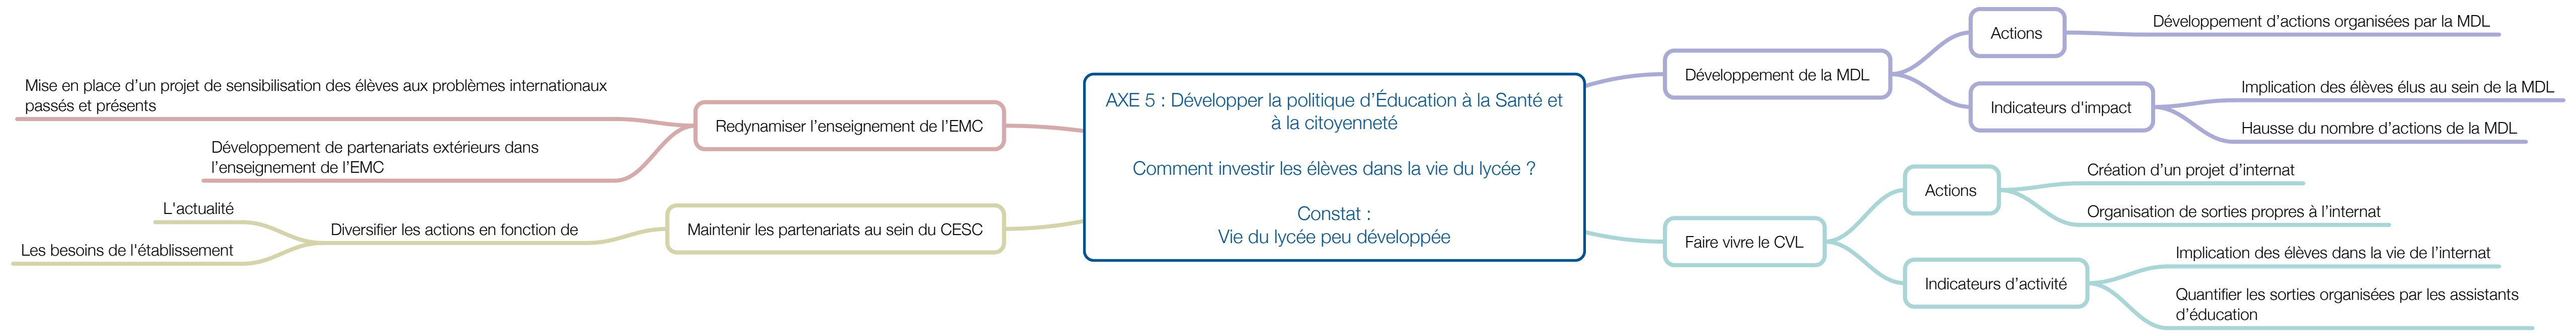 AXE 5 : Développer la politique d’Éducation à la Santé et
à la citoyenneté
Comment investir les élèves dans la vie du lycée ?
Constat :
Vie du lycée peu développée
Développement de la MDL
Actions
Développement d’actions organisées par la MDL
Indicateurs d'impact
Implication des élèves élus au sein de la MDL
Hausse du nombre d’actions de la MDL
Faire vivre le CVL
Actions
Création d’un projet d’internat
Organisation de sorties propres à l’internat
Indicateurs d’activité
Implication des élèves dans la vie de l’internat
Quantifier les sorties organisées par les assistants
d’éducation
Redynamiser l’enseignement de l’EMC
Mise en place d’un projet de sensibilisation des élèves aux problèmes internationaux
passés et présents
Développement de partenariats extérieurs dans
l’enseignement de l’EMC
Maintenir les partenariats au sein du CESC
Diversifier les actions en fonction de
L'actualité
Les besoins de l'établissement